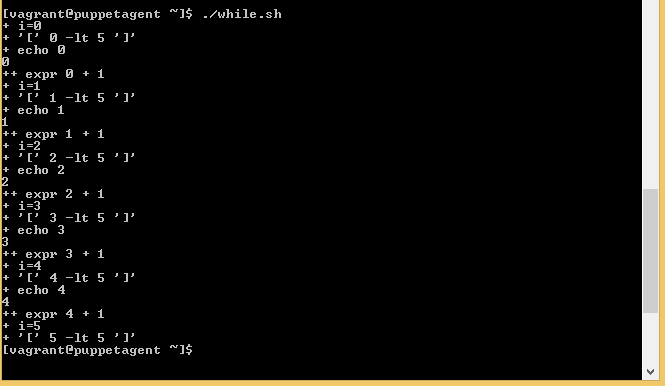 [vagrant@puppetagent ~]$ ./while.sh
+ i=0
+ '[' 0 -lt 5 ']'
+ echo 0
0
++ expr 0 + 1
+ i=1
+ '[' 1 -lt 5 ']'
+ echo 1
1
++ expr 1 + 1
+ i=2
+ '[' 2 -lt 5 ']'
+ echo 2
2
++ expr 2 + 1
+ i=3
+ '[' 3 -lt 5 ']'
+ echo 3
3
++ expr 3 + 1
+ i=4
+ '[' 4 -lt 5 ']'
+ echo 4
4
++ expr 4 + 1
+ i=5
+ '[' 5 -lt 5 ']'
[vagrant@puppetagent ~]$